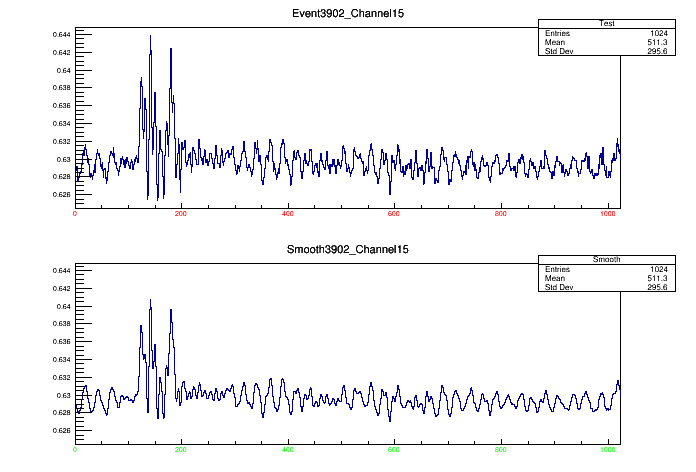 Event3902_Channel15
Test
Entries 1024
Mean 511.3
Std Dev 295.6
0.644
0.642
0.64
0.638
0.636
0.634
0.632
0.63
0.628
0.626
0 200 400 600 800 1000
Smooth3902_Channel15
Smooth
Entries 1024
Mean 511.3
Std Dev 295.6
0.644
0.642
0.64
0.638
0.636
0.634
0.632
0.63
0.628
0.626
0 200 400 600 800 1000